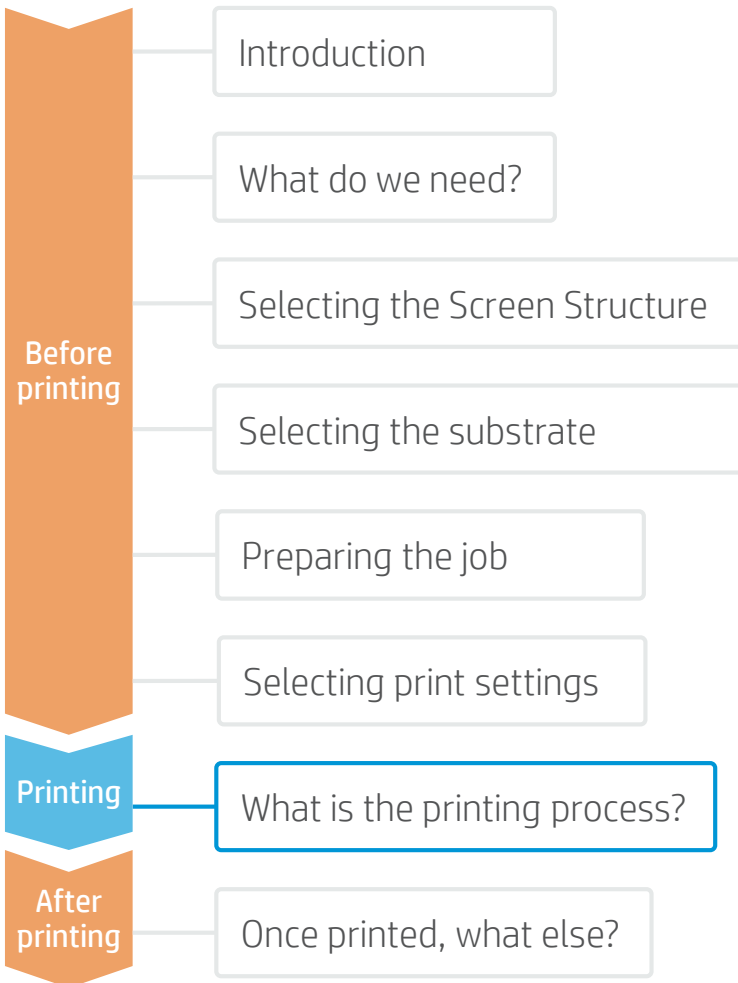 Introduction
What do we need?
Selecting the Screen Structure
Before
printing
Selecting the substrate
Preparing the job
Selecting print settings
Printing
What is the printing process?
After
printing
Once printed, what else?